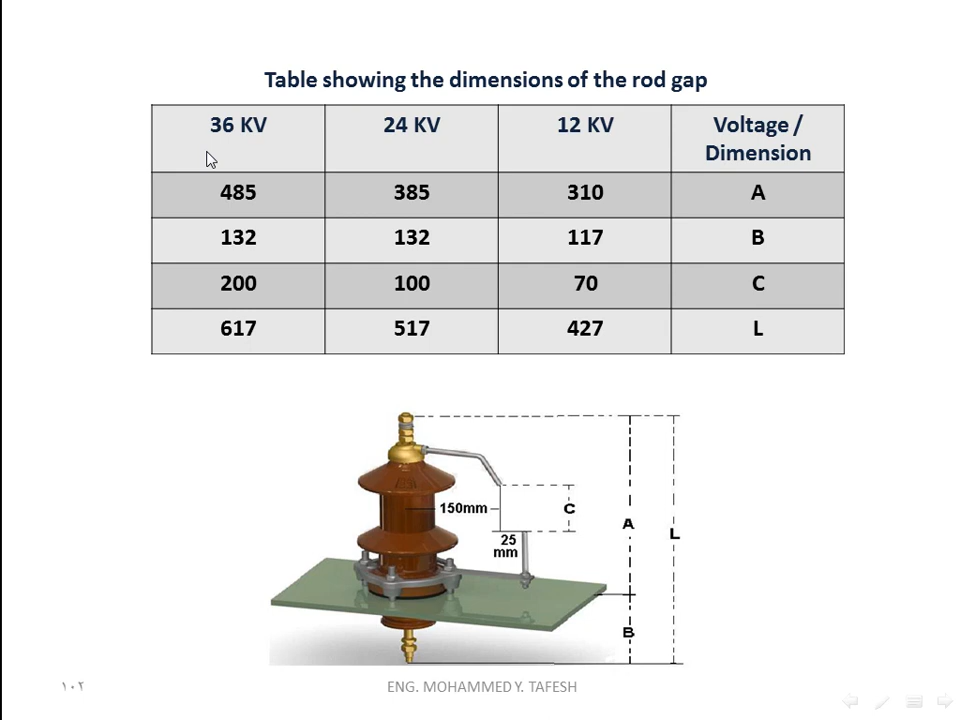 Table showing the dimensions of the rod gap
36 KV 24 KV 12 KV Voltage / Dimension
485 385 310 A
132 132 117 B
200 100 70 C
617 517 427 L
150mm
C
25
mm
A
L
B
١٠٢ ENG. MOHAMMED Y. TAFESH